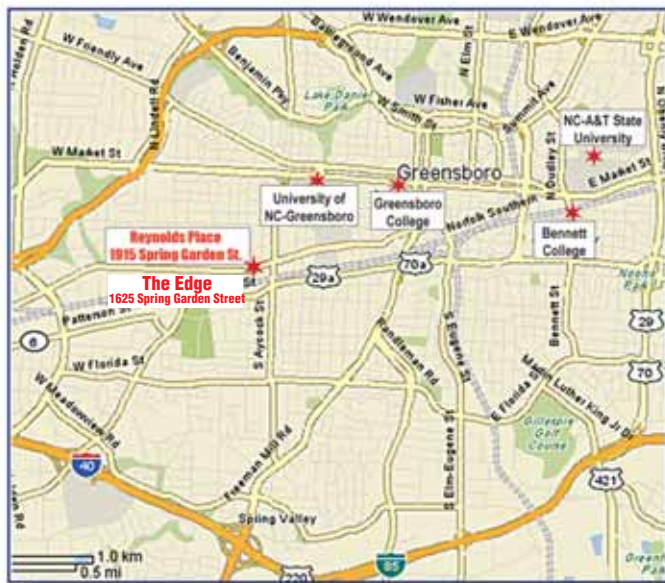 W Wendover Ave
E Wendover Ave
Holden Rd
W Friendly Ave
Battleground Ave
N Elm St
Benjamin Pky
Lake Daniel
Park
W Fisher Ave
W Smith St
Summit Ave
N Lindell Rd
NC-A&T State
University
W Market St
Greensboro
N Dudley St
E Market St
University of
NC-Greensboro
Greensboro
College
Norfolk Southern
Bennett
College
Reynolds Place
1915 Spring Garden St.
The Edge
1625 Spring Garden Street
St
29a
70a
Patterson St
S Aycock St
Bennett St
29
6
W Florida St
Randleman Rd
S Eugene St
70
W Meadowview Rd
E Florida St
Martin Luther King Jr Dr
Gillespie
Golf
Course
40
Freeman Mill Rd
S Elm-Eugene St
421
Spring Valley
1.0 km
0.5 mi
220
85
Park